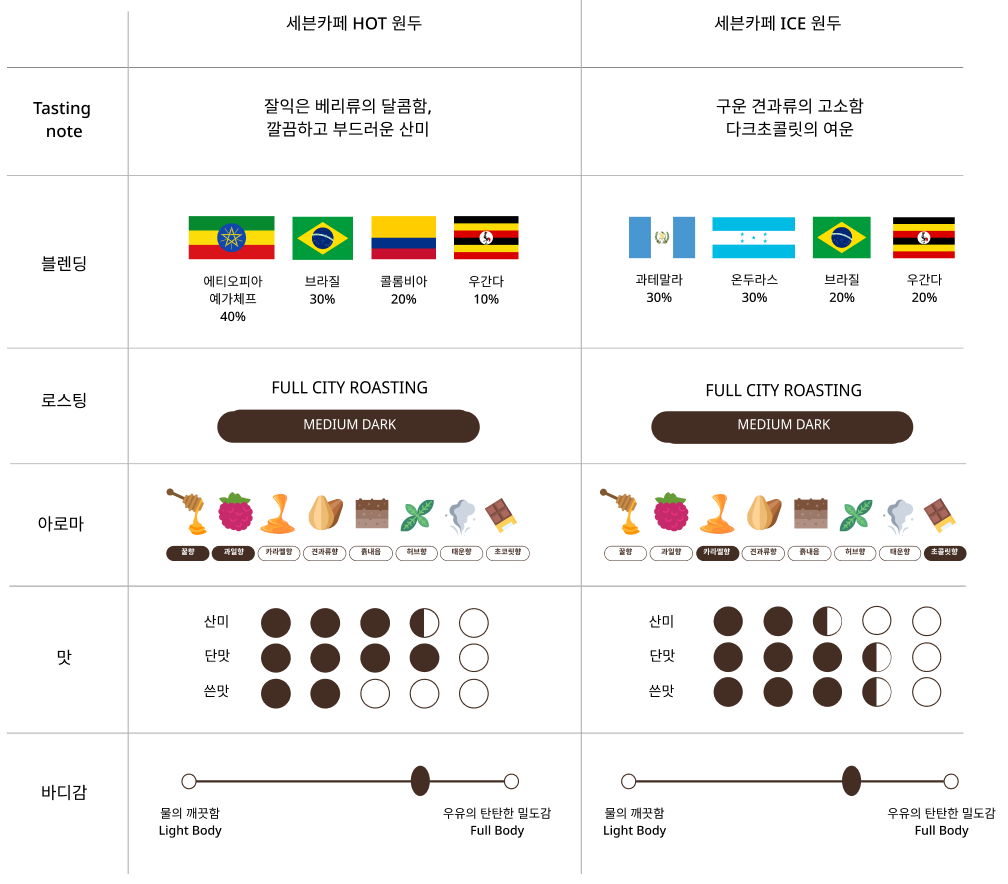 세븐카페 HOT 원두
세븐카페 ICE 원두
Tasting
note
잘익은 베리류의 달콤함,
깔끔하고 부드러운 산미
구운 견과류의 고소함
다크초콜릿의 여운
블렌딩
에티오피아
예가체프
40%
브라질
30%
콜롬비아
20%
우간다
10%
과테말라
30%
온두라스
30%
브라질
20%
우간다
20%
로스팅
FULL CITY ROASTING
MEDIUM DARK
FULL CITY ROASTING
MEDIUM DARK
아로마
꿀향
과일향
카라멜향
견과류향
흙내음
허브향
태운향
초코릿향
꿀향
과일향
카라멜향
견과류향
흙내음
허브향
태운향
초콜릿향
맛
산미
단맛
쓴맛
산미
단맛
쓴맛
바디감
물의 깨끗함
Light Body
우유의 탄탄한 밀도감
Full Body
물의 깨끗함
Light Body
우유의 탄탄한 밀도감
Full Body